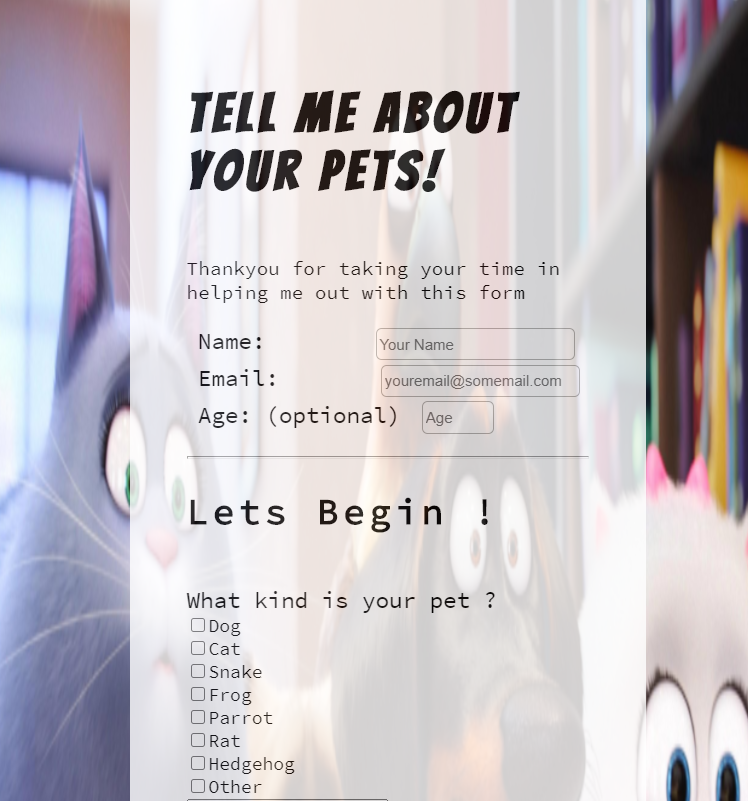 TELL ME ABOUT
YOUR PETS!
Thankyou for taking your time in
helping me out with this form
Name: Your Name
Email: youremail@somemail.com
Age: (optional) Age
Lets Begin !
What kind is your pet ?
Dog
Cat
Snake
Frog
Parrot
Rat
Hedgehog
Other